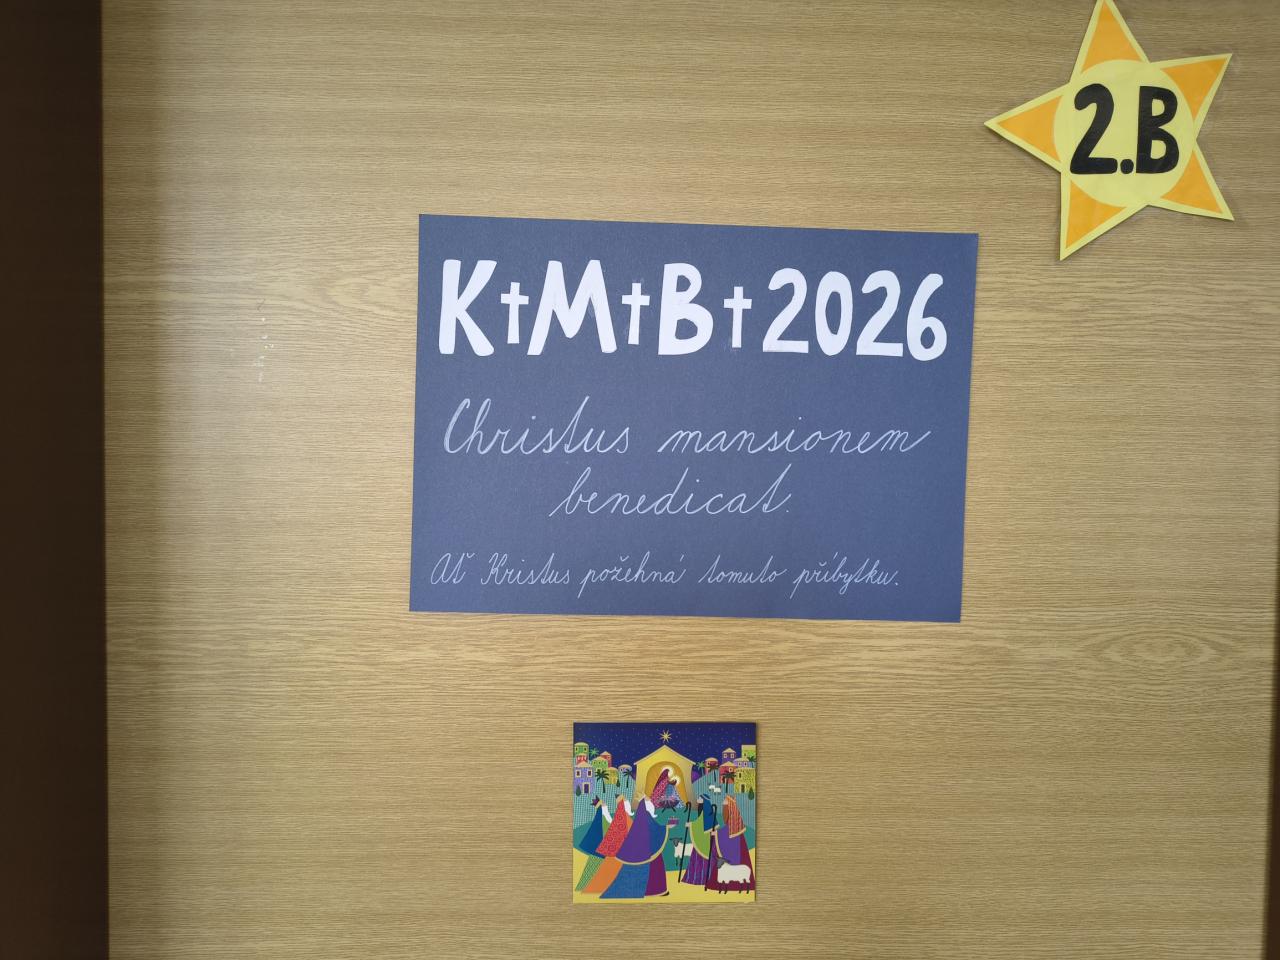 2.B
K†M†B†2026
Christus mansionem
benedicat.
Ať Kristus požehná tomuto příbytku.